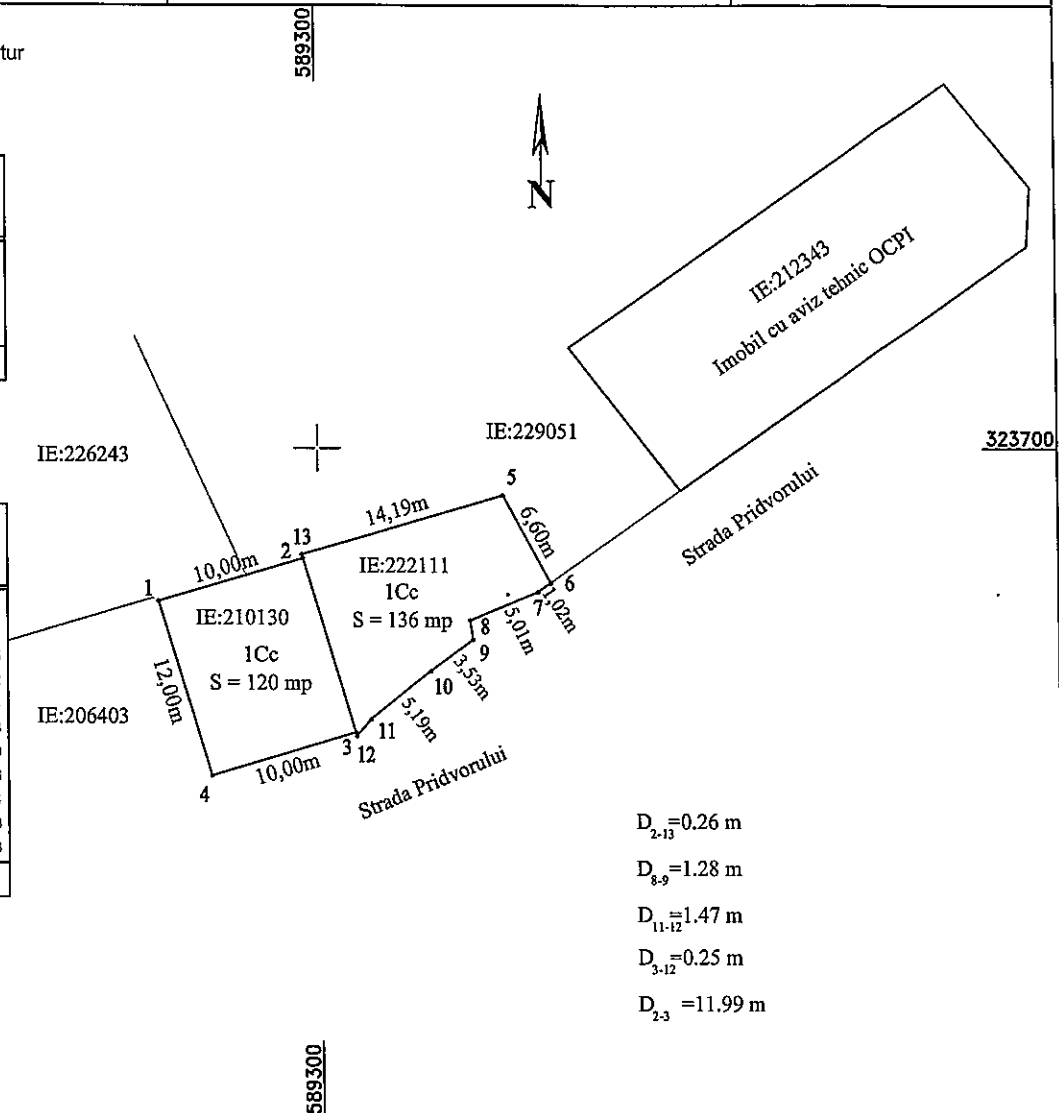 tur
589300
N
IE:212343
Imobil cu aviz tehnic OCPI
IE:226243
IE:229051
323700
Strada Pridvorului
5
14,19m
6,60m
13
2
10,00m
1
IE:222111
1Cc
S = 136 mp
6
7
1,02m
5,01m
8
9
3,53m
10
5,19m
11
IE:210130
1Cc
S = 120 mp
12,00m
IE:206403
3
12
10,00m
4
Strada Pridvorului
D2-13=0.26 m
D8-9=1.28 m
D11-12=1.47 m
D3-12=0.25 m
D2-3 =11.99 m
589300